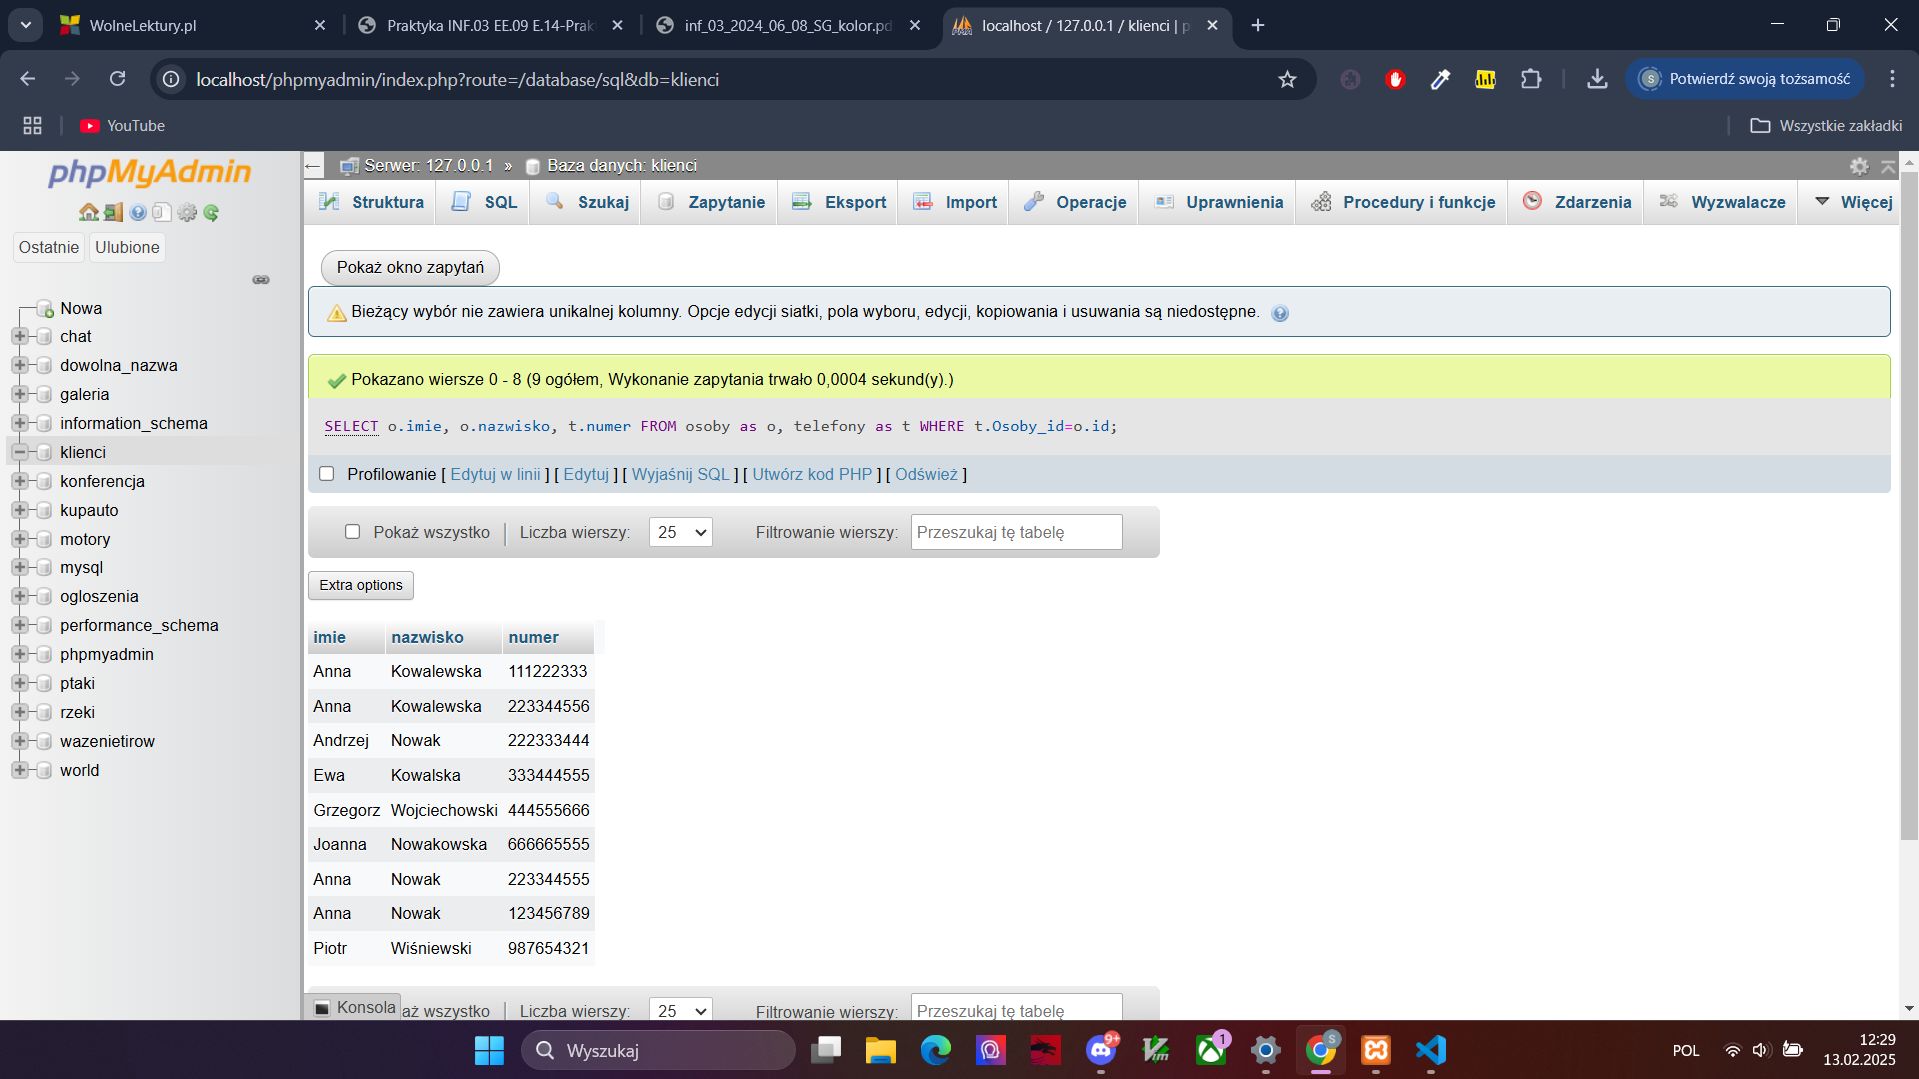 WolneLektury.pl
Praktyka INF.03 EE.09 E.14-Prak
inf_03_2024_06_08_SG_kolor.pd
localhost / 127.0.0.1 / klienci | p
localhost/phpmyadmin/index.php?route=/database/sql&db=klienci
S
Potwierdź swoją tożsamość
YouTube
Wszystkie zakładki
phpMyAdmin
Serwer: 127.0.0.1 » Baza danych: klienci
Struktura SQL Szukaj Zapytanie Eksport Import Operacje Uprawnienia Procedury i funkcje Zdarzenia Wyzwalacze Więcej
Ostatnie Ulubione
Nowa
chat
dowolna_nazwa
galeria
information_schema
klienci
konferencja
kupauto
motory
mysql
ogloszenia
performance_schema
phpmyadmin
ptaki
rzeki
wazenietirow
world
Pokaż okno zapytań
Bieżący wybór nie zawiera unikalnej kolumny. Opcje edycji siatki, pola wyboru, edycji, kopiowania i usuwania są niedostępne.
Pokazano wiersze 0 - 8 (9 ogółem, Wykonanie zapytania trwało 0,0004 sekund(y).)
SELECT o.imie, o.nazwisko, t.numer FROM osoby as o, telefony as t WHERE t.Osoby_id=o.id;
Profilowanie [ Edytuj w linii ] [ Edytuj ] [ Wyjaśnij SQL ] [ Utwórz kod PHP ] [ Odśwież ]
Pokaż wszystko | Liczba wierszy: 25 Filtrowanie wierszy: Przeszukaj tę tabelę
Extra options
imie nazwisko numer
Anna Kowalewska 111222333
Anna Kowalewska 223344556
Andrzej Nowak 222333444
Ewa Kowalska 333444555
Grzegorz Wojciechowski 444555666
Joanna Nowakowska 666665555
Anna Nowak 223344555
Anna Nowak 123456789
Piotr Wiśniewski 987654321
Konsola aż wszystko | Liczba wierszy: 25 Filtrowanie wierszy: Przeszukaj tę tabelę
Wyszukaj
9+
1
S
POL
12:29
13.02.2025